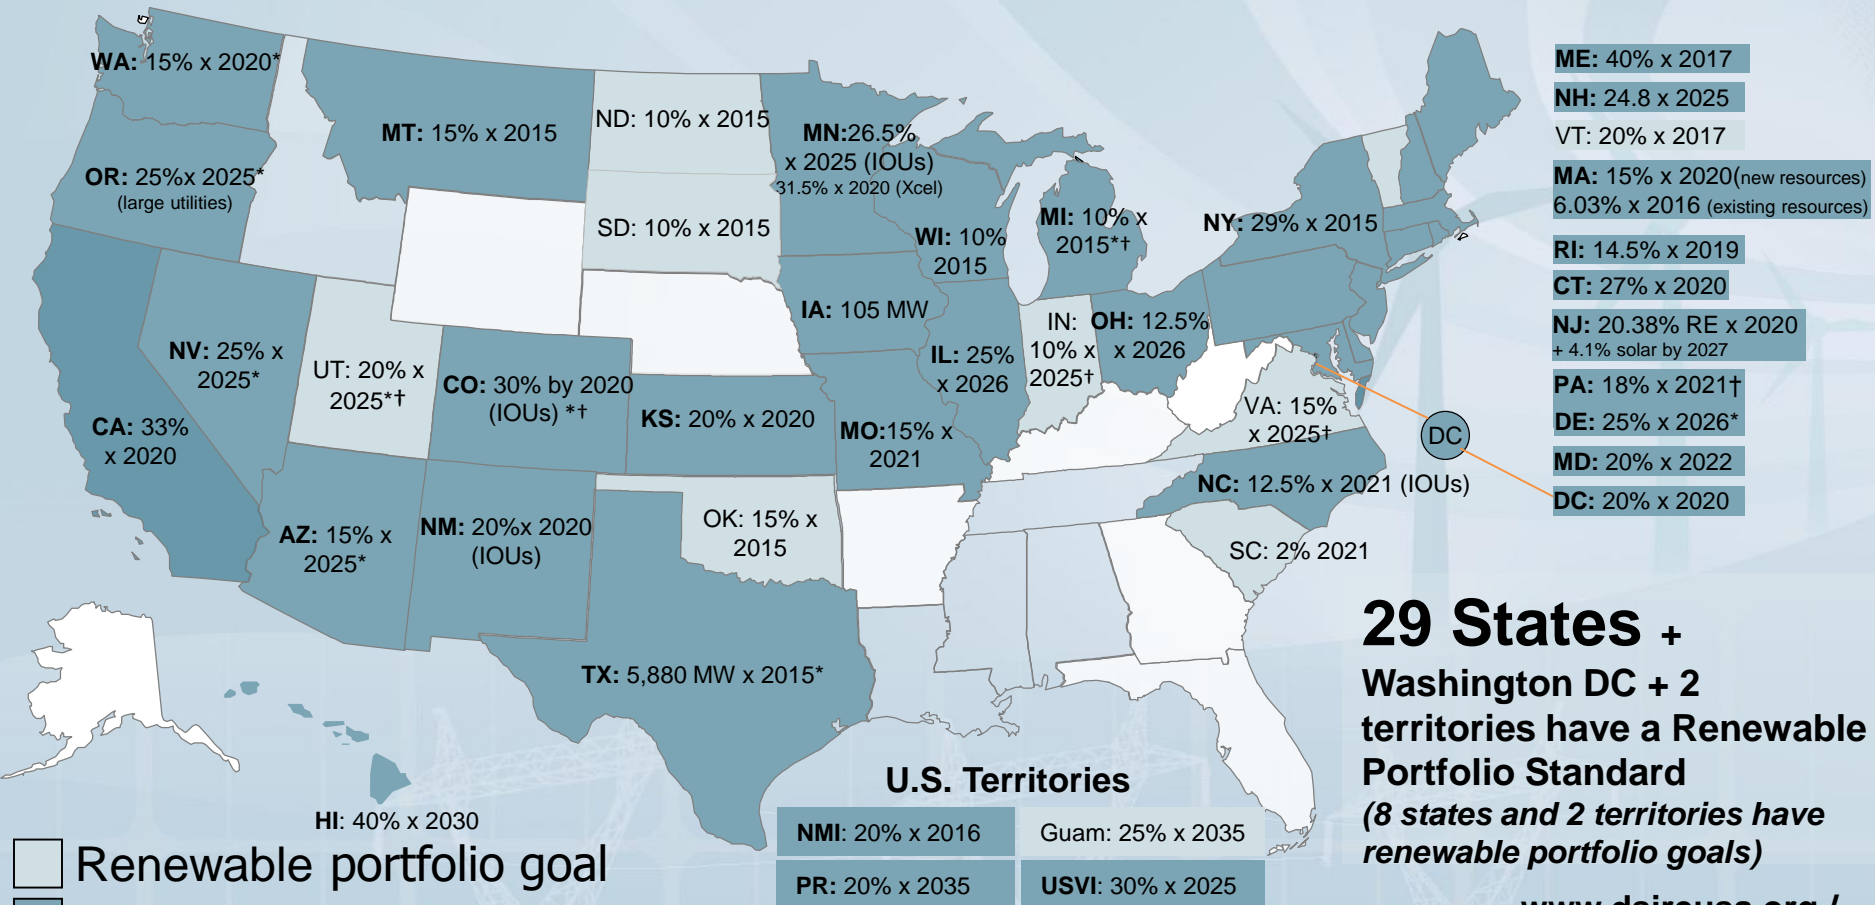 WA: 15% x 2020*
OR: 25%x 2025*
(large utilities)
CA: 33%
x 2020
MT: 15% x 2015
NV: 25% x
2025*
UT: 20% x
2025*†
AZ: 15% x
2025*
ND: 10% x 2015
SD: 10% x 2015
CO: 30% by 2020
(IOUs) *†
NM: 20%x 2020
(IOUs)
KS: 20% x 2020
OK: 15% x
2015
TX: 5,880 MW x 2015*
MN:26.5%
x 2025 (IOUs)
31.5% x 2020 (Xcel)
IA: 105 MW
MO:15% x
2021
WI: 10%
2015
IL: 25%
x 2026
MI: 10% x
2015*†
IN:
10% x
2025†
OH: 12.5%
x 2026
NY: 29% x 2015
VA: 15%
x 2025†
NC: 12.5% x 2021 (IOUs)
SC: 2% 2021
DC
HI: 40% x 2030
ME: 40% x 2017
NH: 24.8 x 2025
VT: 20% x 2017
MA: 15% x 2020(new resources)
6.03% x 2016 (existing resources)
RI: 14.5% x 2019
CT: 27% x 2020
NJ: 20.38% RE x 2020
+ 4.1% solar by 2027
PA: 18% x 2021†
DE: 25% x 2026*
MD: 20% x 2022
DC: 20% x 2020
29 States +
Washington DC + 2
territories have a Renewable
Portfolio Standard
(8 states and 2 territories have
renewable portfolio goals)
U.S. Territories
NMI: 20% x 2016
Guam: 25% x 2035
PR: 20% x 2035
USVI: 30% x 2025
Renewable portfolio goal
www.dsireusa.org /